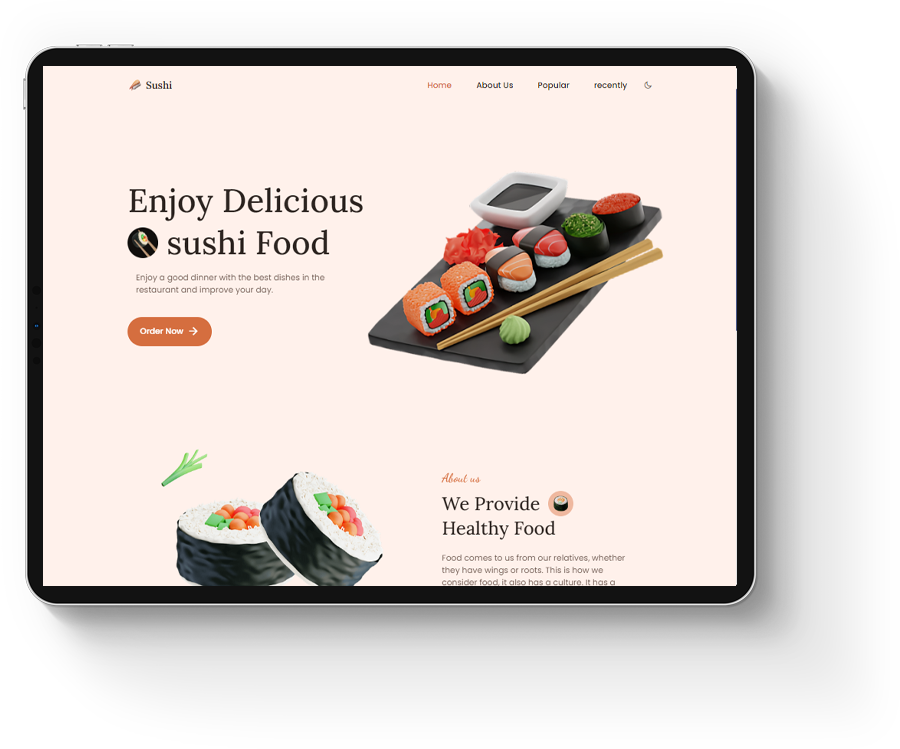 Sushi
Home About Us Popular recently
Enjoy Delicious
sushi Food
Enjoy a good dinner with the best dishes in the
restaurant and improve your day.
Order Now
About us
We Provide
Healthy Food
Food comes to us from our relatives, whether
they have wings or roots. This is how we
consider food, it also has a culture. It has a